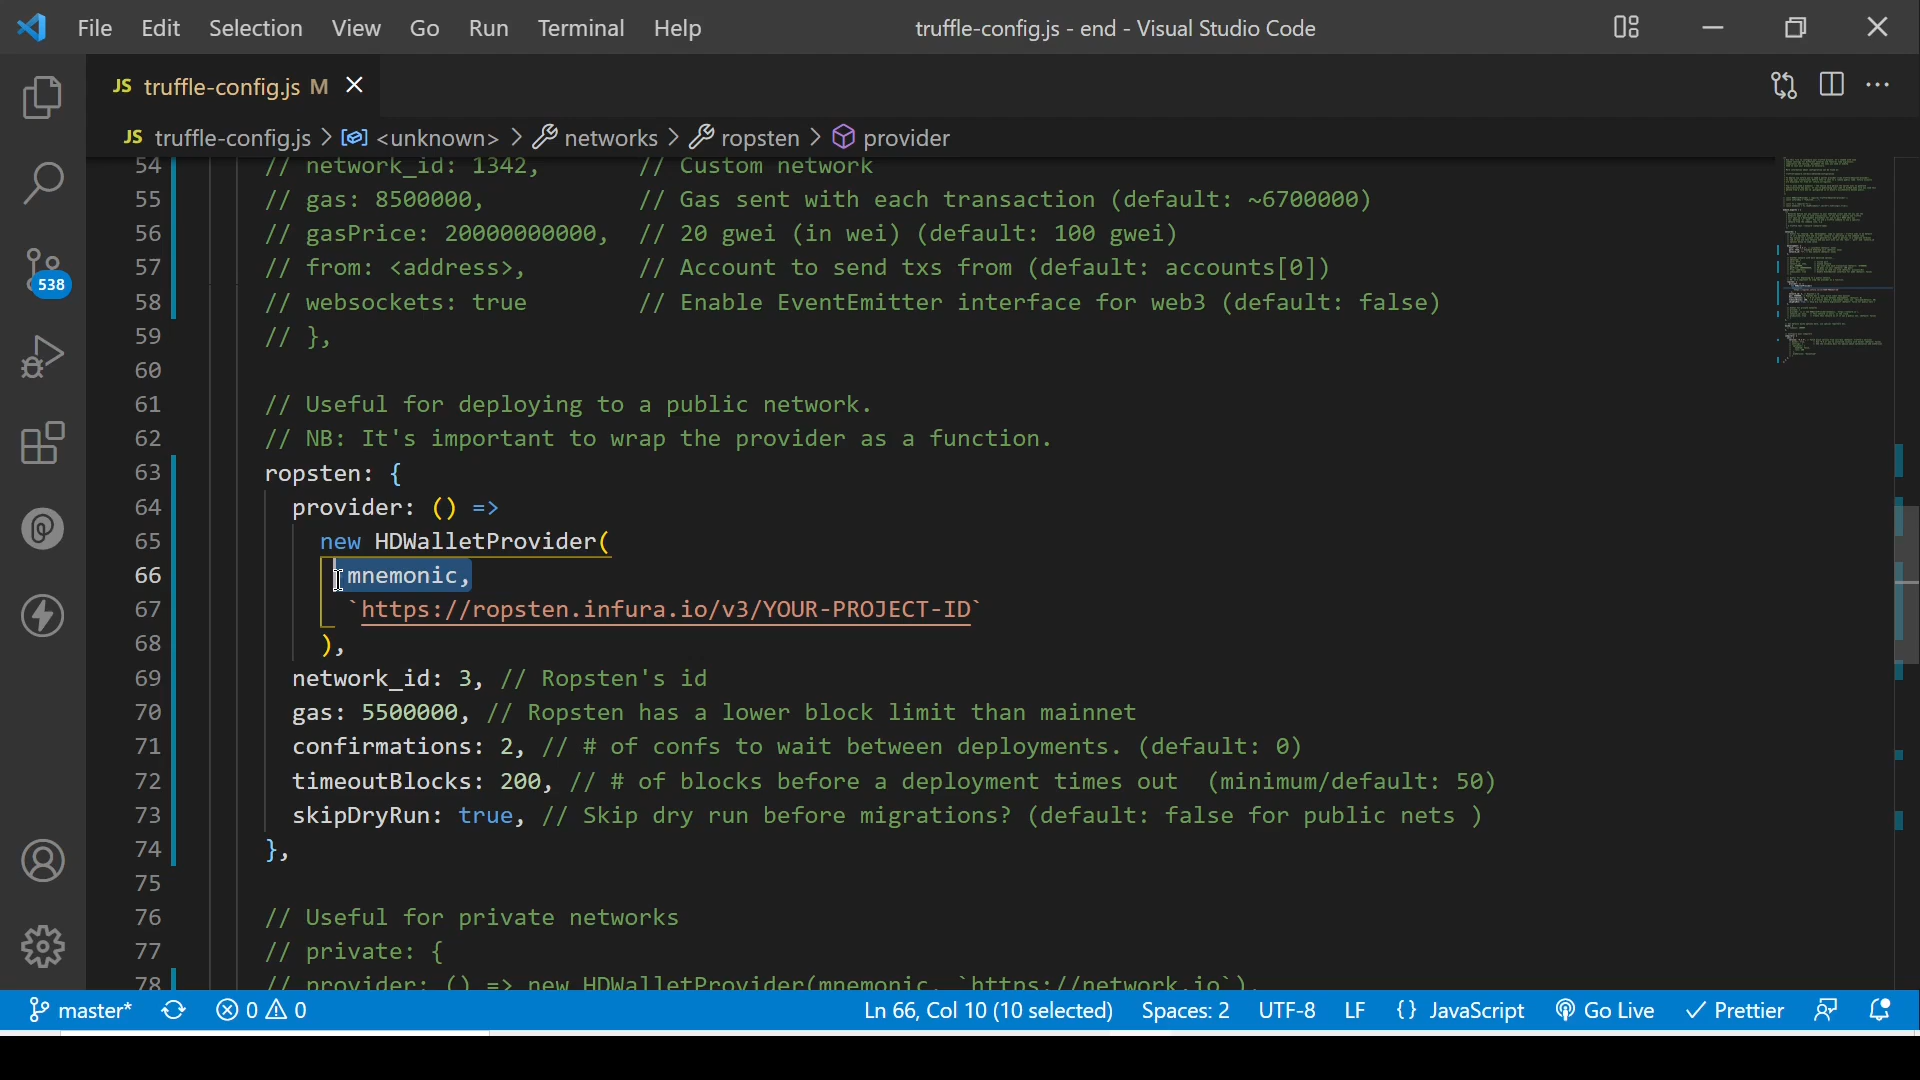 File Edit Selection View Go Run Terminal Help truffle-config.js - end - Visual Studio Code
JS truffle-config.js M
JS truffle-config.js > <unknown> > networks > ropsten > provider
54 // network_id: 1342, // Custom network
55 // gas: 8500000, // Gas sent with each transaction (default: ~6700000)
56 // gasPrice: 20000000000, // 20 gwei (in wei) (default: 100 gwei)
57 // from: <address>, // Account to send txs from (default: accounts[0])
58 // websockets: true // Enable EventEmitter interface for web3 (default: false)
59 // },
60
61 // Useful for deploying to a public network.
62 // NB: It's important to wrap the provider as a function.
63 ropsten: {
64 provider: () =>
65 new HDWalletProvider(
66 mnemonic,
67 `https://ropsten.infura.io/v3/YOUR-PROJECT-ID`
68 ),
69 network_id: 3, // Ropsten's id
70 gas: 5500000, // Ropsten has a lower block limit than mainnet
71 confirmations: 2, // # of confs to wait between deployments. (default: 0)
72 timeoutBlocks: 200, // # of blocks before a deployment times out (minimum/default: 50)
73 skipDryRun: true, // Skip dry run before migrations? (default: false for public nets )
74 },
75
76 // Useful for private networks
77 // private: {
78 // provider: () => new HDWalletProvider(mnemonic, `https://network.io`),
538
master* 0 0 Ln 66, Col 10 (10 selected) Spaces: 2 UTF-8 LF {} JavaScript Go Live Prettier